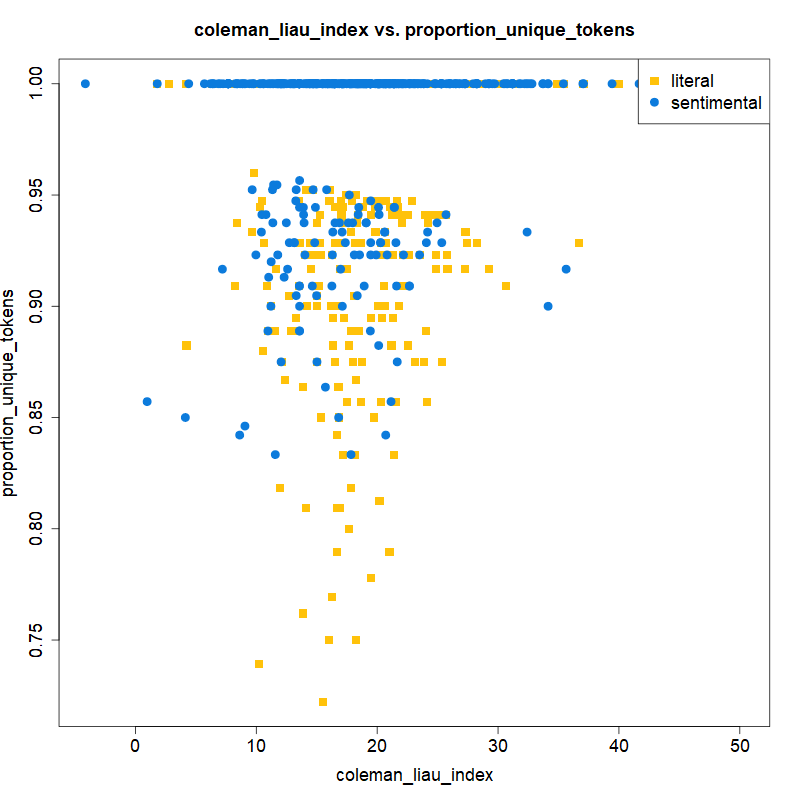 coleman_liau_index vs. proportion_unique_tokens
literal
sentimental
proportion_unique_tokens
1.00
0.95
0.90
0.85
0.80
0.75
0
10
20
30
40
50
coleman_liau_index